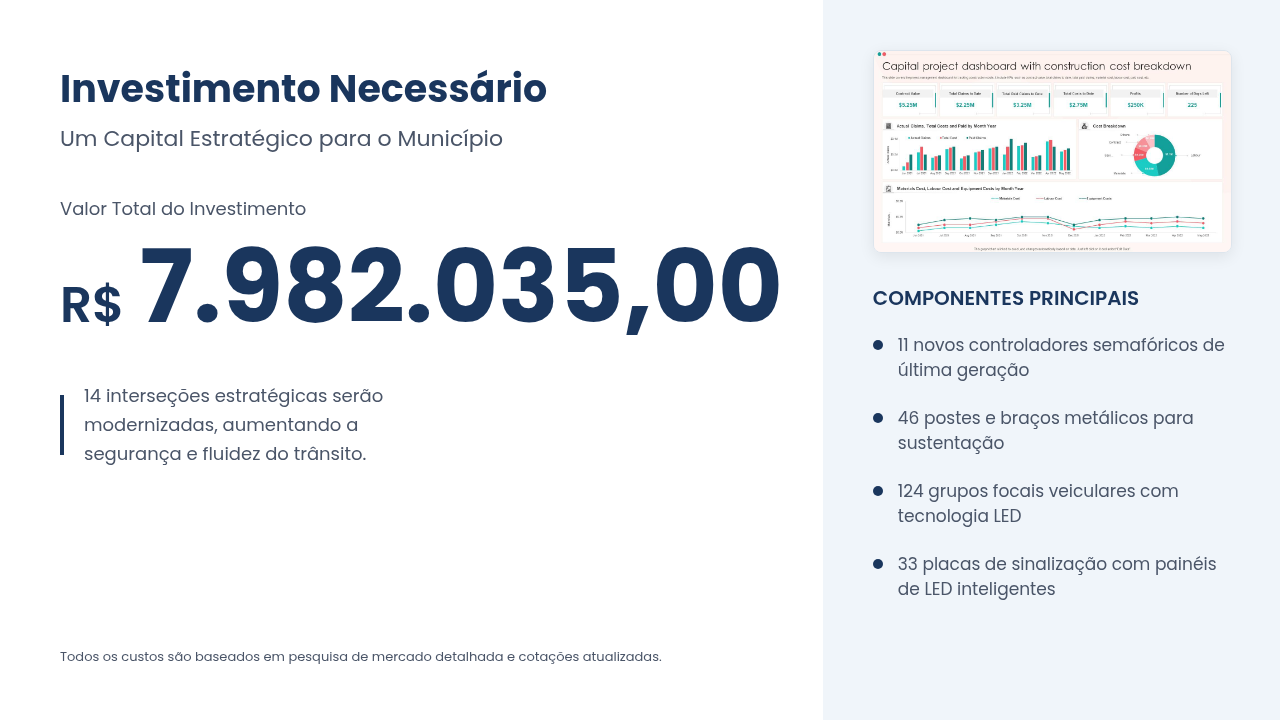 Investimento Necessário
Um Capital Estratégico para o Município
Valor Total do Investimento
R$ 7.982.035,00
14 interseções estratégicas serão
modernizadas, aumentando a
segurança e fluidez do trânsito.
Todos os custos são baseados em pesquisa de mercado detalhada e cotações atualizadas.
Capital project dashboard with construction cost breakdown
Contract Value
Total Claims to Date
Total Cost Claims to Date
Total Costs to Date
Profits
Number of Days Left
$5.25M
$2.25M
$3.25M
$2.75M
$250K
225
Actual Claims, Total Costs and Paid by Month Year
Cost Breakdown
Materials Cost, Labour Cost and Equipment Costs by Month Year
Materials Cost
Labour Cost
Equipment Costs
COMPONENTES PRINCIPAIS
11 novos controladores semafóricos de
última geração
46 postes e braços metálicos para
sustentação
124 grupos focais veiculares com
tecnologia LED
33 placas de sinalização com painéis
de LED inteligentes